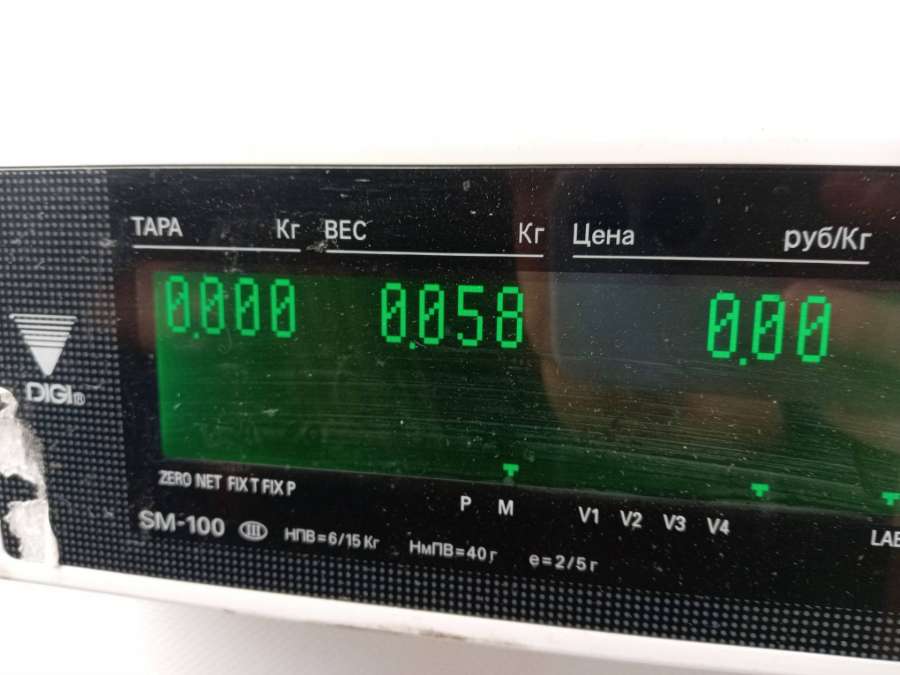 ТАРА Кг ВЕС Кг Цена руб/Кг
0.000 0.058 0.00
DIGI®
ZERO NET FIX T FIX P
P M V1 V2 V3 V4
SM-100 III НПВ=6/15 Кг НмПВ=40 г e=2/5 г